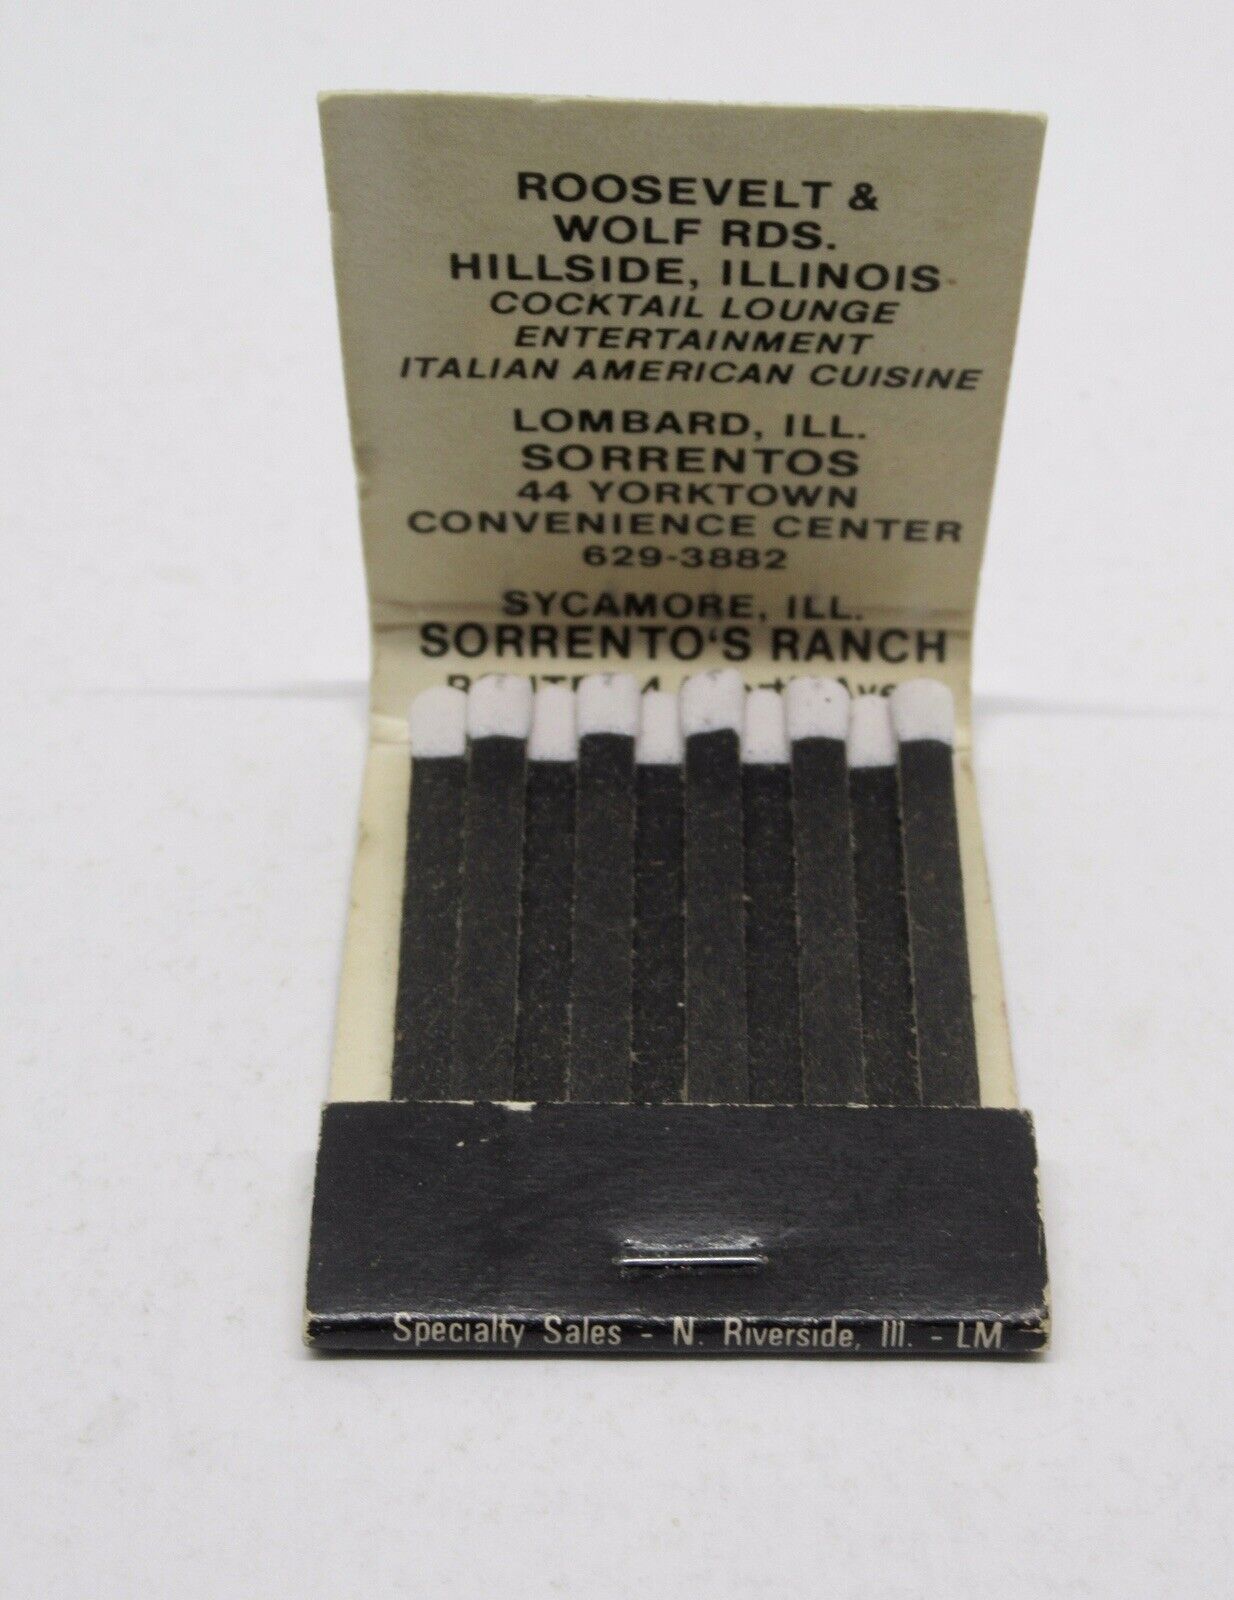 ROOSEVELT &
WOLF RDS.
HILLSIDE, ILLINOIS
COCKTAIL LOUNGE
ENTERTAINMENT
ITALIAN AMERICAN CUISINE
LOMBARD, ILL.
SORRENTOS
44 YORKTOWN
CONVENIENCE CENTER
629-3882
SYCAMORE, ILL.
SORRENTO'S RANCH
Specialty Sales - N. Riverside, Ill. - LM